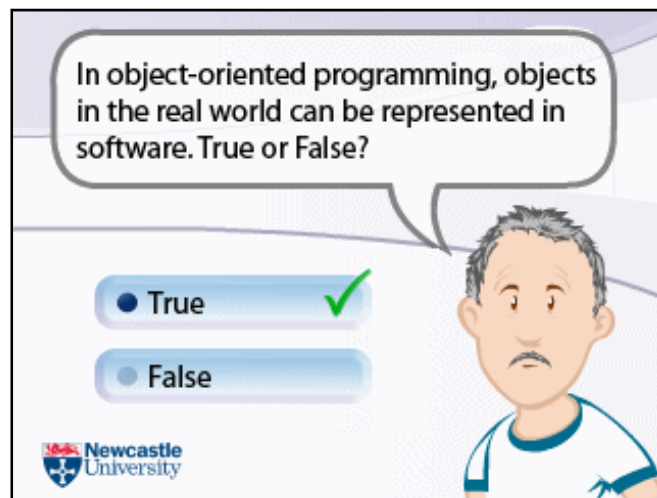 In object-oriented programming, objects
in the real world can be represented in
software. True or False?
True
False
Newcastle
University